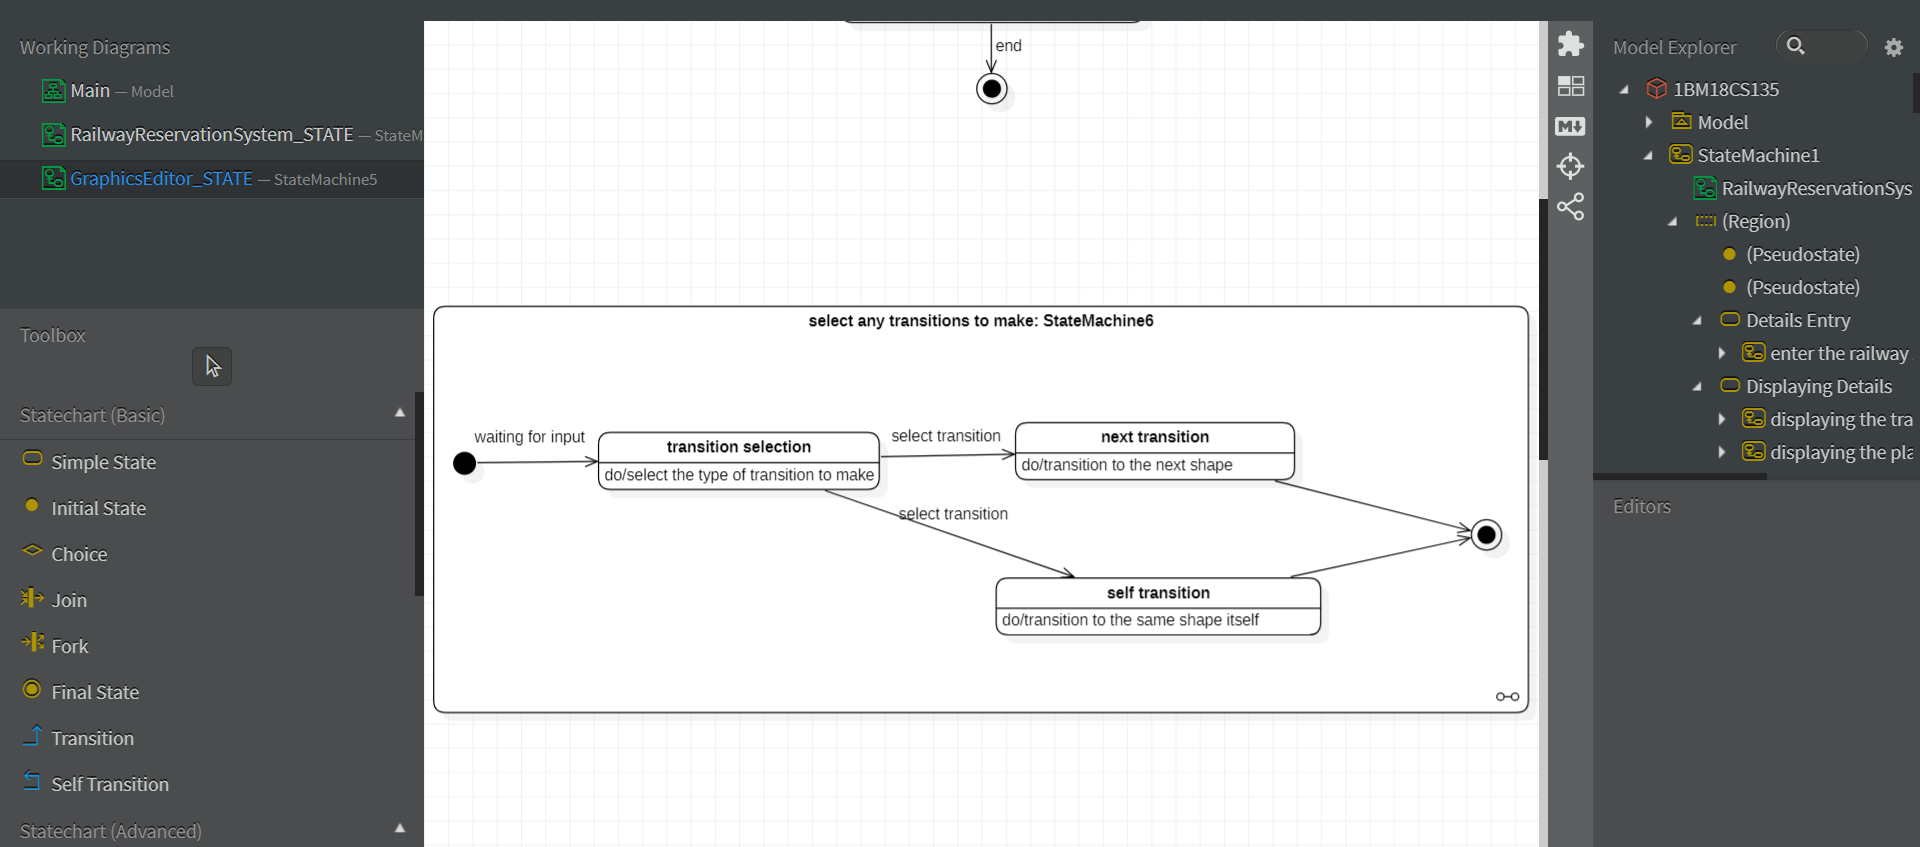 Working Diagrams
Main — Model
RailwayReservationSystem_STATE — StateM
GraphicsEditor_STATE — StateMachine5
Toolbox
Statechart (Basic)
Simple State
Initial State
Choice
Join
Fork
Final State
Transition
Self Transition
Statechart (Advanced)
end
select any transitions to make: StateMachine6
waiting for input
transition selection
do/select the type of transition to make
select transition
next transition
do/transition to the next shape
select transition
self transition
do/transition to the same shape itself
M
Model Explorer
1BM18CS135
Model
StateMachine1
RailwayReservationSys
(Region)
(Pseudostate)
(Pseudostate)
Details Entry
enter the railway
Displaying Details
displaying the tra
displaying the pla
Editors